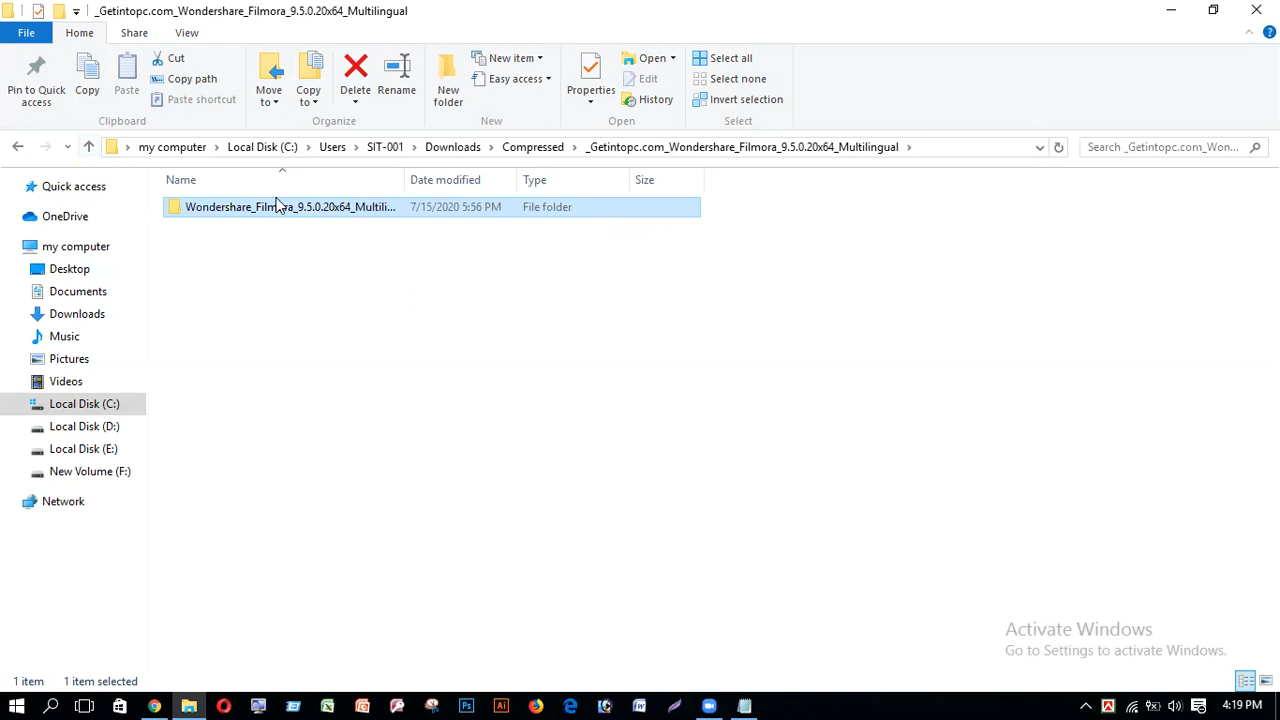 _Getintopc.com_Wondershare_Filmora_9.5.0.20x64_Multilingual
File Home Share View
Pin to Quick access
Copy
Paste
Cut
Copy path
Paste shortcut
Clipboard
Move to
Copy to
Delete
Rename
Organize
New folder
New item
Easy access
New
Properties
Open
Edit
History
Open
Select all
Select none
Invert selection
Select
my computer Local Disk (C:) Users SIT-001 Downloads Compressed _Getintopc.com_Wondershare_Filmora_9.5.0.20x64_Multilingual
Search _Getintopc.com_Won...
Name Date modified Type Size
Wondershare_Filmora_9.5.0.20x64_Multili... 7/15/2020 5:56 PM File folder
Quick access
OneDrive
my computer
Desktop
Documents
Downloads
Music
Pictures
Videos
Local Disk (C:)
Local Disk (D:)
Local Disk (E:)
New Volume (F:)
Network
Activate Windows
Go to Settings to activate Windows.
1 item 1 item selected
4:19 PM